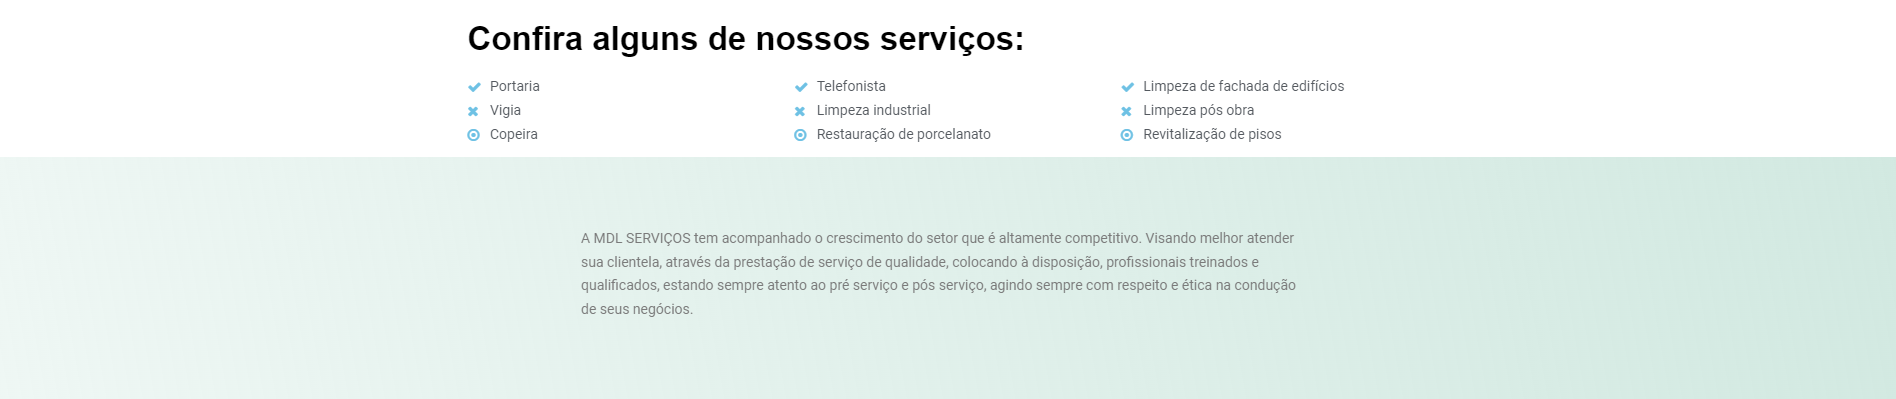 Confira alguns de nossos serviços:
Portaria
Vigia
Copeira
Telefonista
Limpeza industrial
Restauração de porcelanato
Limpeza de fachada de edifícios
Limpeza pós obra
Revitalização de pisos
A MDL SERVIÇOS tem acompanhado o crescimento do setor que é altamente competitivo. Visando melhor atender
sua clientela, através da prestação de serviço de qualidade, colocando à disposição, profissionais treinados e
qualificados, estando sempre atento ao pré serviço e pós serviço, agindo sempre com respeito e ética na condução
de seus negócios.